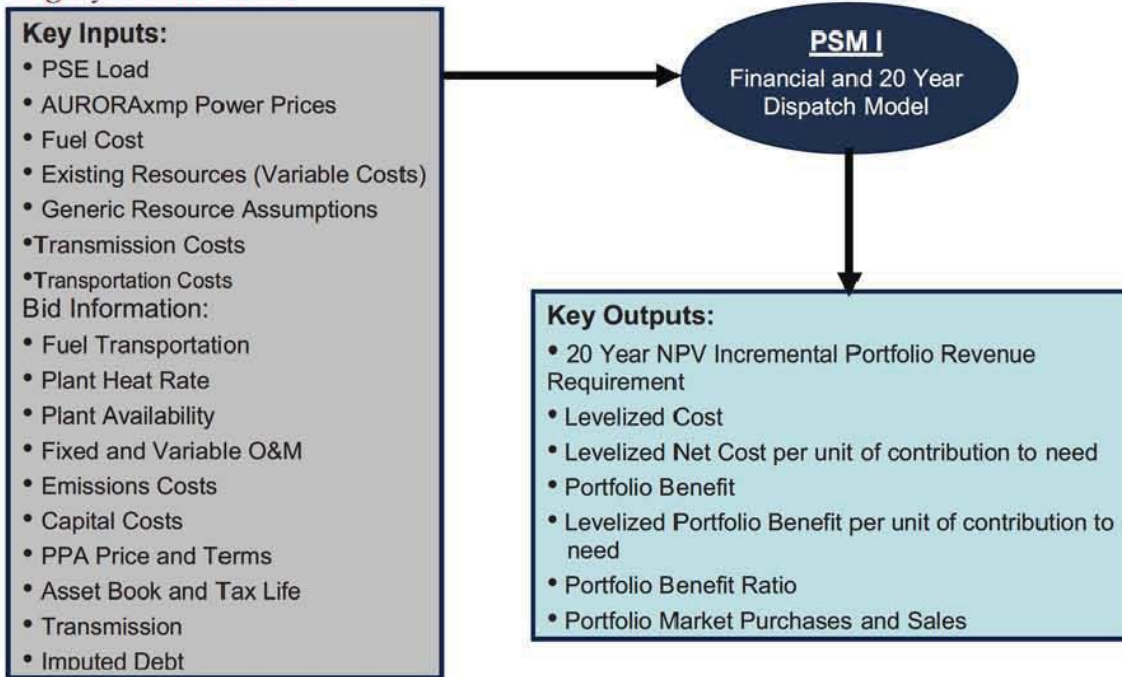 Key Inputs:
• PSE Load
• AURORAxmp Power Prices
• Fuel Cost
• Existing Resources (Variable Costs)
• Generic Resource Assumptions
•Transmission Costs
•Transportation Costs
Bid Information:
• Fuel Transportation
• Plant Heat Rate
• Plant Availability
• Fixed and Variable O&M
• Emissions Costs
• Capital Costs
• PPA Price and Terms
• Asset Book and Tax Life
• Transmission
• Imputed Debt
PSM I
Financial and 20 Year
Dispatch Model
Key Outputs:
• 20 Year NPV Incremental Portfolio Revenue
Requirement
• Levelized Cost
• Levelized Net Cost per unit of contribution to need
• Portfolio Benefit
• Levelized Portfolio Benefit per unit of contribution to
need
• Portfolio Benefit Ratio
• Portfolio Market Purchases and Sales